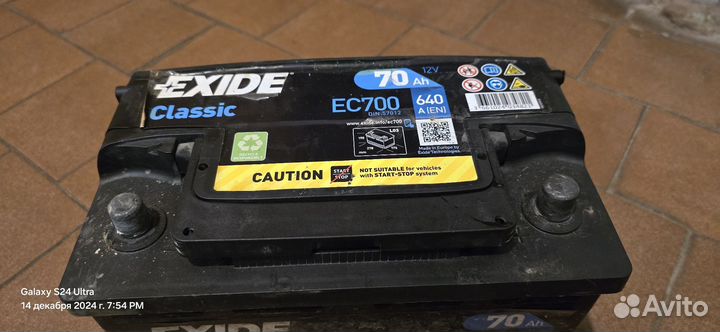 EXIDE
Classic
70 AH
12V
EC700
DIN: 57012
640
A (EN)
www.exide.info/ec700
LB3
Made in Europe by
Exide Technologies
CAUTION
START
STOP
NOT SUITABLE for vehicles
with START-STOP system
Galaxy S24 Ultra
14 декабря 2024 г. 7:54 PM
EXIDE
70 AH
Avito